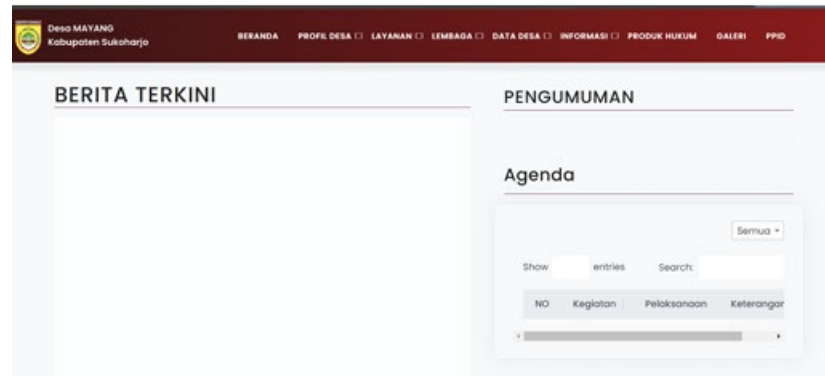 Desa MAYANG
Kabupaten Sukoharjo
BERANDA PROFIL DESA LAYANAN LEMBAGA DATA DESA INFORMASI PRODUK HUKUM GALERI PPID
BERITA TERKINI
PENGUMUMAN
Agenda
Semua
Show entries Search:
NO Kegiatan Pelaksanaan Keterangan